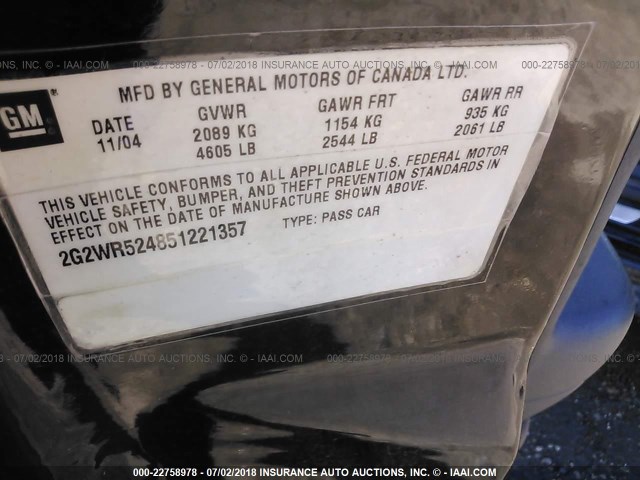 NSURANCE AUTO AUCTIONS, INC. - © IAAI.COM
000-22758978 - 07/02/2018 INSURANCE AUTO AUCTIONS, INC. - © IAAI.COM
000-22758978 - 07/0
MFD BY GENERAL MOTORS OF CANADA LTD.
GM
DATE GVWR GAWR FRT GAWR RR
11/04 2089 KG 1154 KG 935 KG
4605 LB 2544 LB 2061 LB
THIS VEHICLE CONFORMS TO ALL APPLICABLE U.S. FEDERAL MOTOR
VEHICLE SAFETY, BUMPER, AND THEFT PREVENTION STANDARDS IN
EFFECT ON THE DATE OF MANUFACTURE SHOWN ABOVE.
2G2WR524851221357 TYPE: PASS CAR
000-22758978 - 07/02/2018 INSURANCE AUTO AUCTIONS, INC. - © IAAI.COM